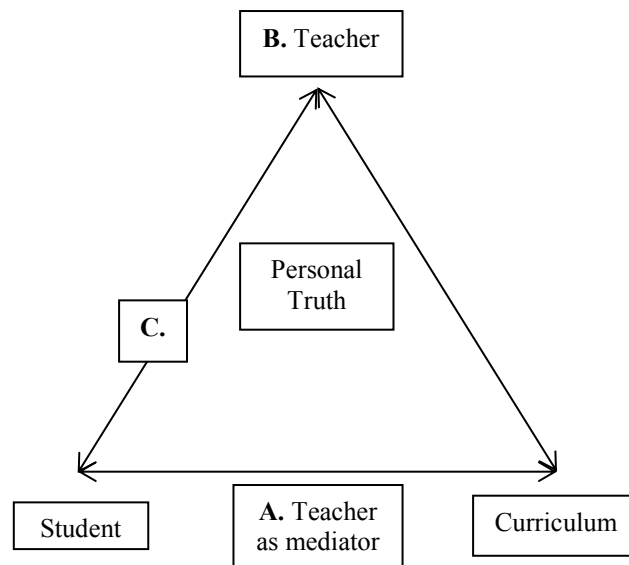 B. Teacher
Personal
Truth
C.
Student
A. Teacher
as mediator
Curriculum